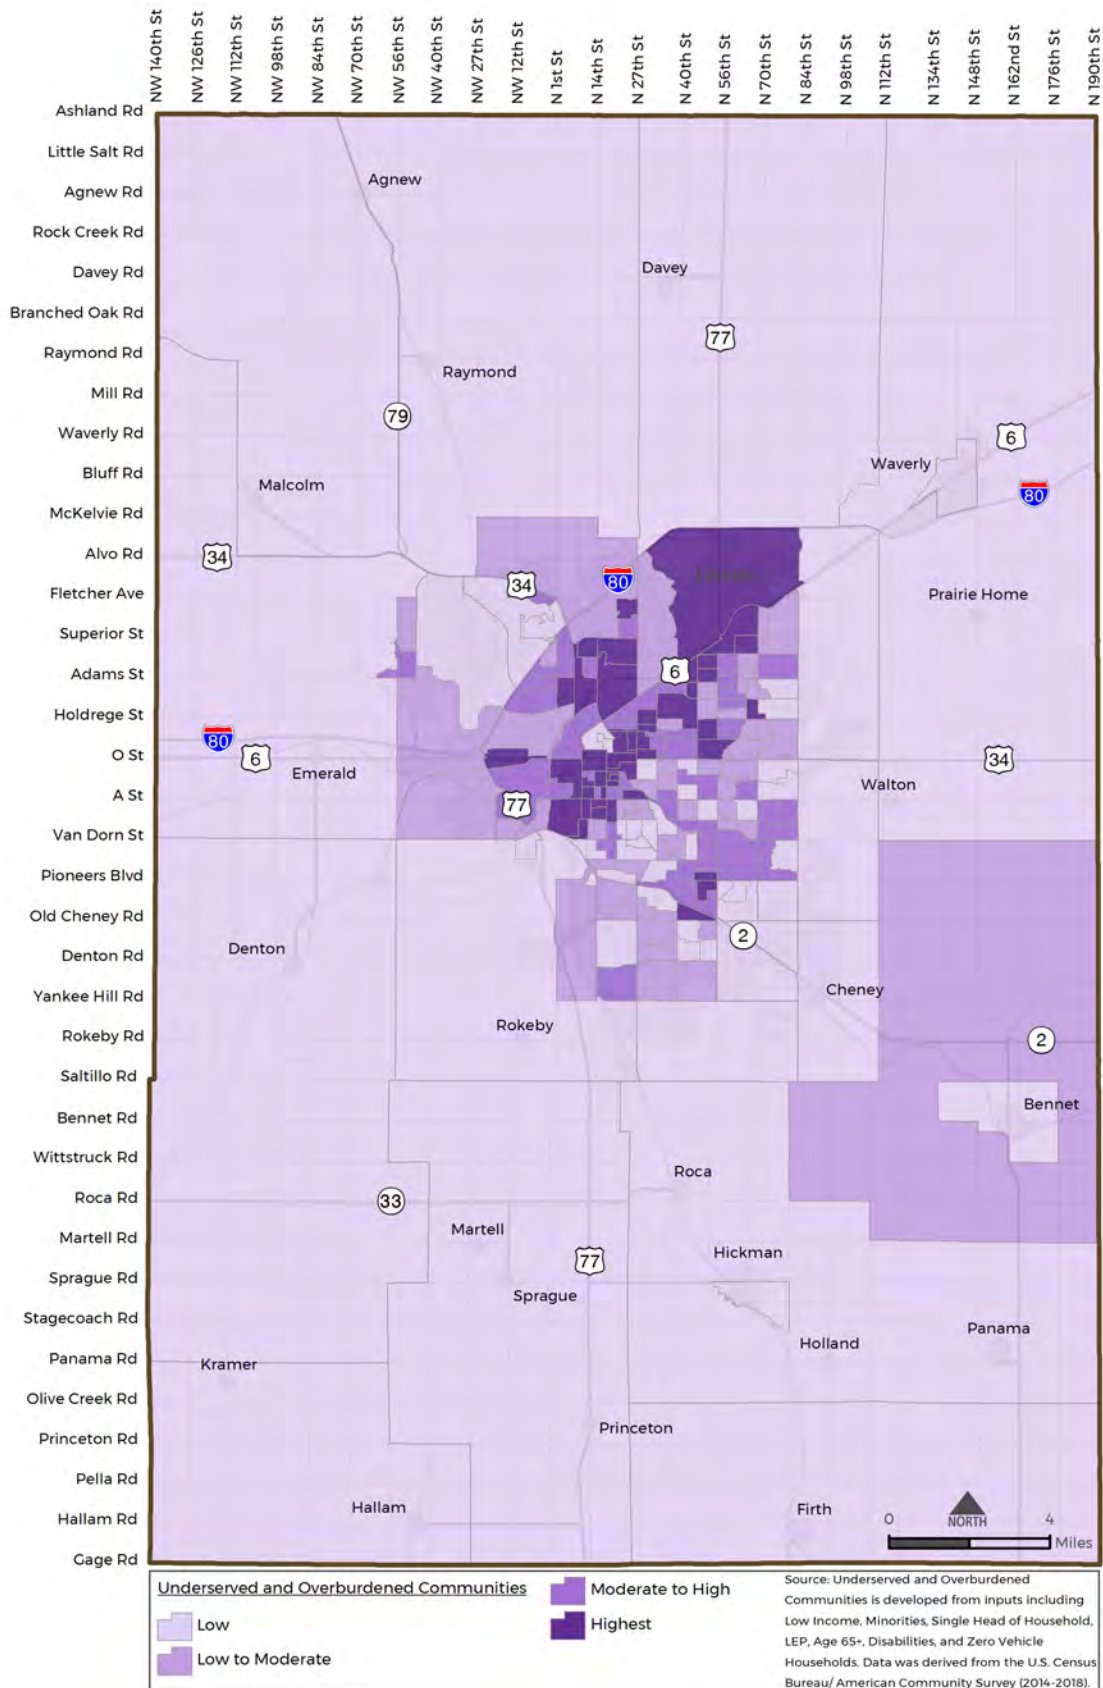 NW 140th St
NW 126th St
NW 112th St
NW 98th St
NW 84th St
NW 70th St
NW 56th St
NW 40th St
NW 27th St
NW 12th St
N 1st St
N 14th St
N 27th St
N 40th St
N 56th St
N 70th St
N 84th St
N 98th St
N 112th St
N 134th St
N 148th St
N 162nd St
N 176th St
N 190th St
Ashland Rd
Little Salt Rd
Agnew Rd
Rock Creek Rd
Davey Rd
Branched Oak Rd
Raymond Rd
Mill Rd
Waverly Rd
Bluff Rd
McKelvie Rd
Alvo Rd
Fletcher Ave
Superior St
Adams St
Holdrege St
O St
A St
Van Dorn St
Pioneers Blvd
Old Cheney Rd
Denton Rd
Yankee Hill Rd
Rokeby Rd
Saltillo Rd
Bennet Rd
Wittstruck Rd
Roca Rd
Martell Rd
Sprague Rd
Stagecoach Rd
Panama Rd
Olive Creek Rd
Princeton Rd
Pella Rd
Hallam Rd
Gage Rd
Agnew
Davey
77
Raymond
79
6
Waverly
80
Malcolm
34
34
80
Prairie Home
6
80
6
Emerald
34
Walton
77
Denton
2
Cheney
Rokeby
2
Bennet
Roca
33
Martell
Hickman
77
Sprague
Panama
Holland
Kramer
Princeton
Hallam
Firth
0 4
NORTH
Miles
Underserved and Overburdened Communities
Low
Low to Moderate
Moderate to High
Highest
Source: Underserved and Overburdened
Communities is developed from inputs including
Low Income, Minorities, Single Head of Household,
LEP, Age 65+, Disabilities, and Zero Vehicle
Households. Data was derived from the U.S. Census
Bureau/ American Community Survey (2014-2018).